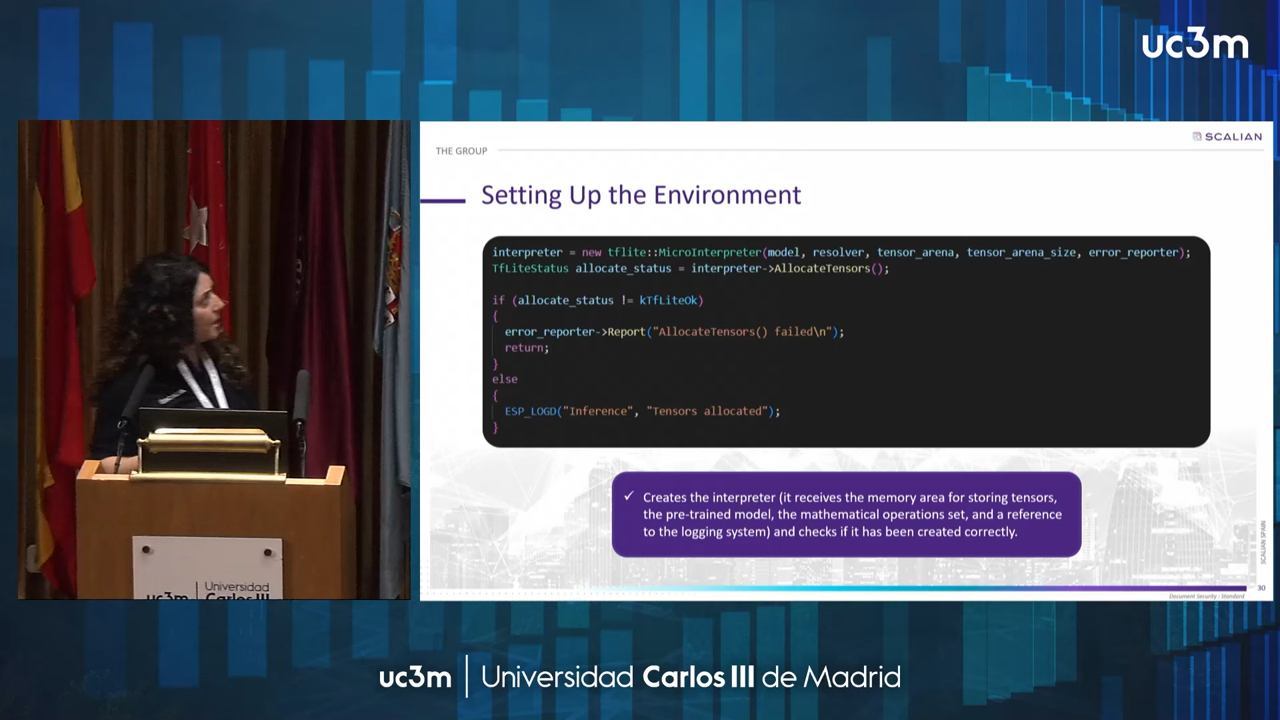 uc3m
SCALIAN
THE GROUP
Setting Up the Environment
interpreter = new tflite::MicroInterpreter(model, resolver, tensor_arena, tensor_arena_size, error_reporter);
TfLiteStatus allocate_status = interpreter->AllocateTensors();
if (allocate_status != kTfLiteOk)
{
error_reporter->Report("AllocateTensors() failed\n");
return;
}
else
{
ESP_LOGD("Inference", "Tensors allocated");
}
✓ Creates the interpreter (it receives the memory area for storing tensors,
the pre-trained model, the mathematical operations set, and a reference
to the logging system) and checks if it has been created correctly.
SCALIAN SPAIN
30
Document Security : Standard
Universidad
uc3m Carlos III
uc3m | Universidad Carlos III de Madrid